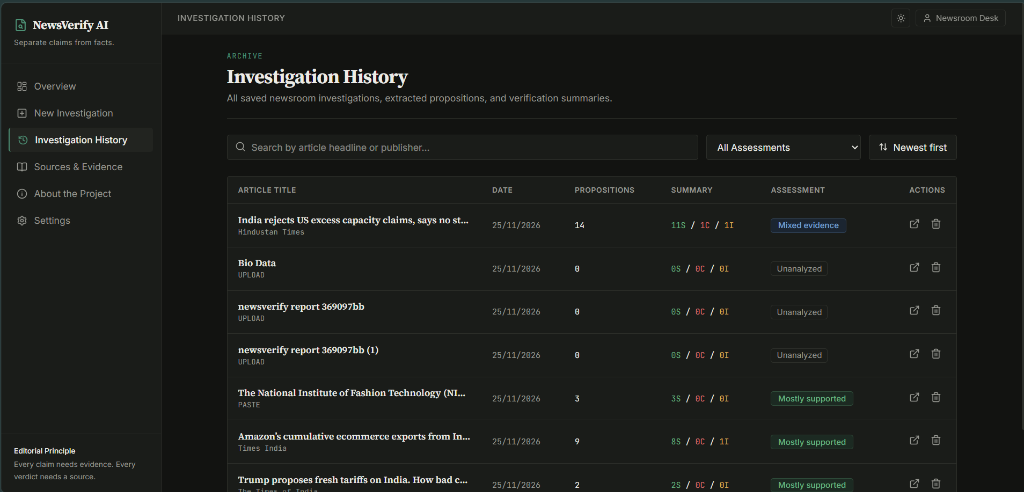 NewsVerify AI
Separate claims from facts.
INVESTIGATION HISTORY
Newsroom Desk
Overview
New Investigation
Investigation History
Sources & Evidence
About the Project
Settings
Editorial Principle
Every claim needs evidence. Every
verdict needs a source.
ARCHIVE
Investigation History
All saved newsroom investigations, extracted propositions, and verification summaries.
Search by article headline or publisher...
All Assessments
Newest first
ARTICLE TITLE DATE PROPOSITIONS SUMMARY ASSESSMENT ACTIONS
India rejects US excess capacity claims, says no st... 25/11/2026 14 11S / 1C / 1I Mixed evidence
Hindustan Times
Bio Data 25/11/2026 0 0S / 0C / 0I Unanalyzed
UPLOAD
newsverify report 369097bb 25/11/2026 0 0S / 0C / 0I Unanalyzed
UPLOAD
newsverify report 369097bb (1) 25/11/2026 0 0S / 0C / 0I Unanalyzed
UPLOAD
The National Institute of Fashion Technology (NI... 25/11/2026 3 3S / 0C / 0I Mostly supported
PASTE
Amazon's cumulative ecommerce exports from In... 25/11/2026 9 8S / 0C / 1I Mostly supported
Times India
Trump proposes fresh tariffs on India. How bad c... 25/11/2026 2 2S / 0C / 0I Mostly supported
The Times of India